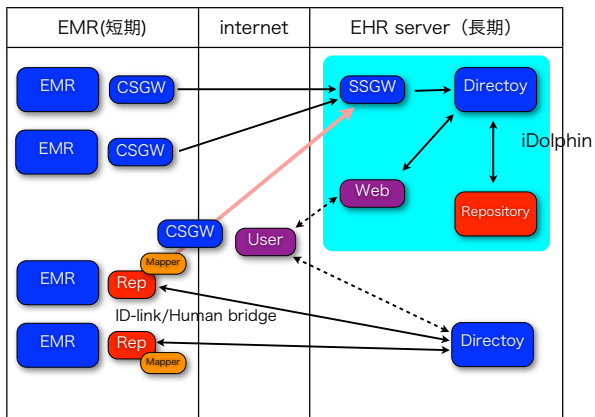 EMR(短期) internet EHR server（長期）
EMR CSGW SSGW Directoy
EMR CSGW iDolphin
Web Repository
CSGW User
Mapper
EMR Rep
ID-link/Human bridge
EMR Rep Directoy
Mapper